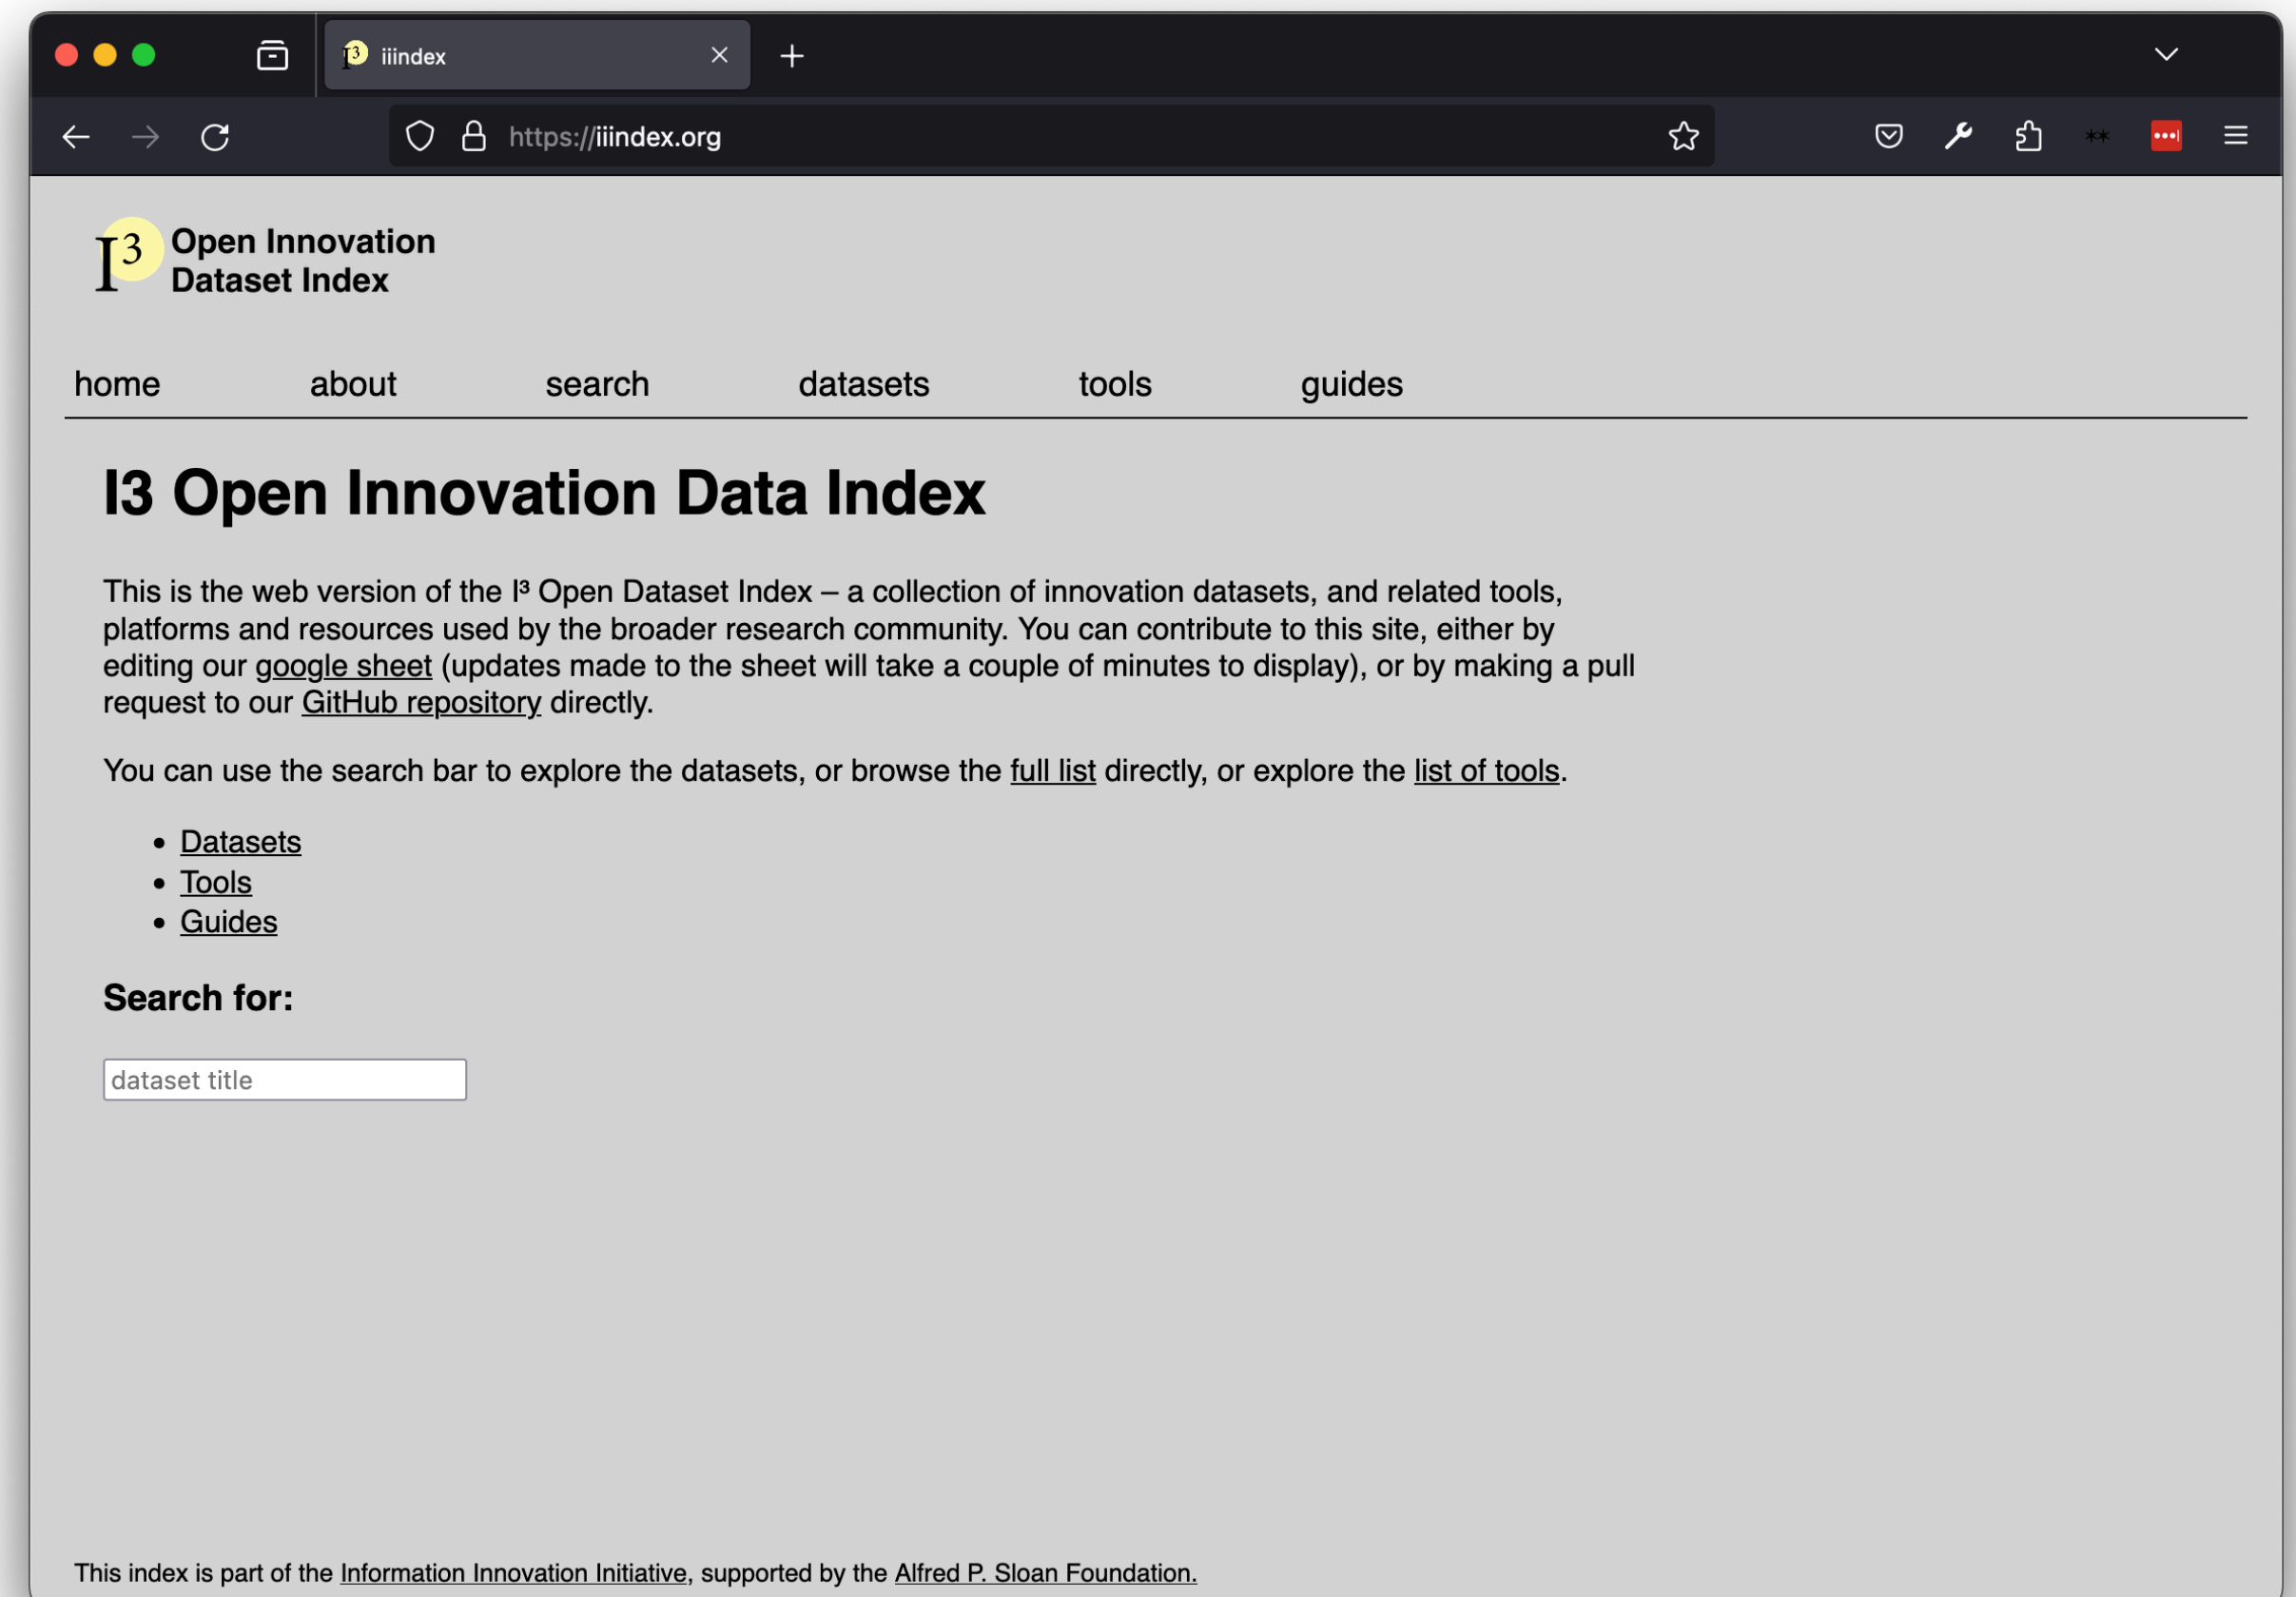 iiindex
https://iiindex.org
I3 Open Innovation
Dataset Index
home about search datasets tools guides
I3 Open Innovation Data Index
This is the web version of the I³ Open Dataset Index – a collection of innovation datasets, and related tools,
platforms and resources used by the broader research community. You can contribute to this site, either by
editing our google sheet (updates made to the sheet will take a couple of minutes to display), or by making a pull
request to our GitHub repository directly.
You can use the search bar to explore the datasets, or browse the full list directly, or explore the list of tools.
• Datasets
• Tools
• Guides
Search for:
dataset title
This index is part of the Information Innovation Initiative, supported by the Alfred P. Sloan Foundation.